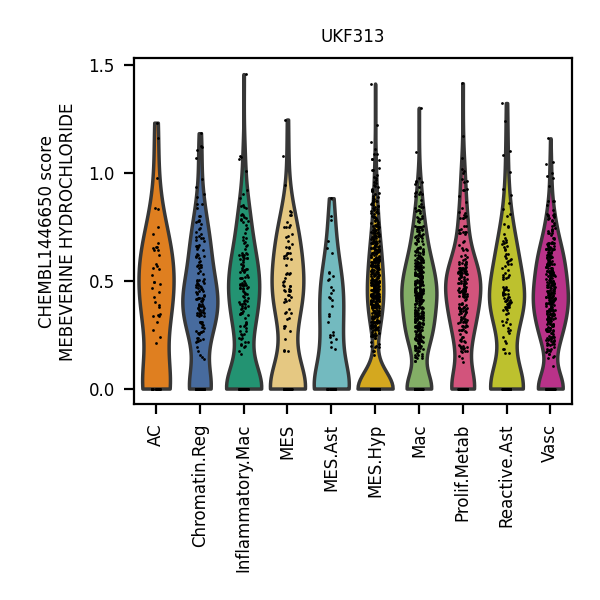 UKF313
CHEMBL1446650 score
MEBEVERINE HYDROCHLORIDE
1.5
1.0
0.5
0.0
AC
Chromatin.Reg
Inflammatory.Mac
MES
MES.Ast
MES.Hyp
Mac
Prolif.Metab
Reactive.Ast
Vasc